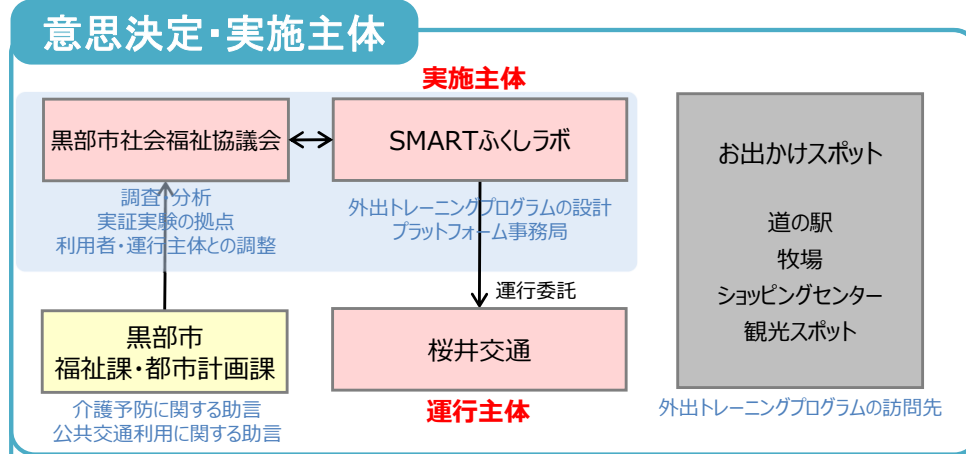 意思決定・実施主体
実施主体
黒部市社会福祉協議会
SMARTふくしラボ
調査・分析
実証実験の拠点
利用者・運行主体との調整
外出トレーニングプログラムの設計
プラットフォーム事務局
運行委託
黒部市
福祉課・都市計画課
桜井交通
介護予防に関する助言
公共交通利用に関する助言
運行主体
お出かけスポット
道の駅
牧場
ショッピングセンター
観光スポット
外出トレーニングプログラムの訪問先